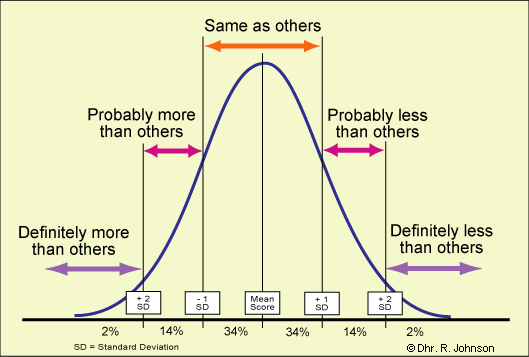 Same as others
Probably more
than others
Probably less
than others
Definitely more
than others
Definitely less
than others
+ 2
SD
- 1
SD
Mean
Score
+ 1
SD
+ 2
SD
2% 14% 34% 34% 14% 2%
SD = Standard Deviation
© Dhr. R. Johnson